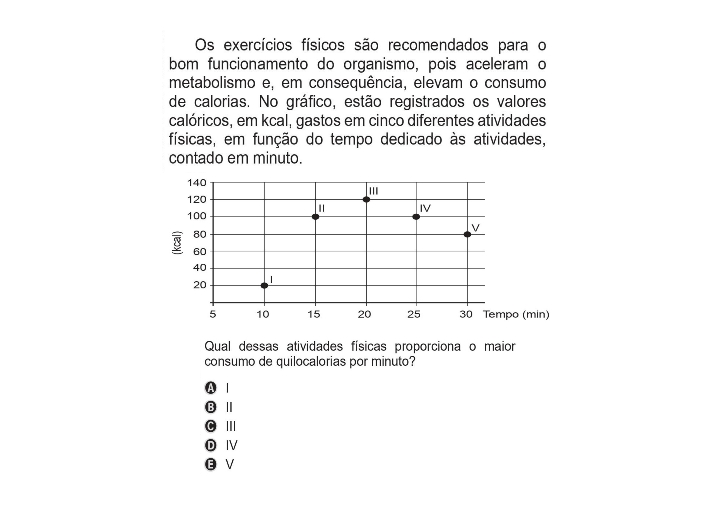 Os exercícios físicos são recomendados para o
bom funcionamento do organismo, pois aceleram o
metabolismo e, em consequência, elevam o consumo
de calorias. No gráfico, estão registrados os valores
calóricos, em kcal, gastos em cinco diferentes atividades
físicas, em função do tempo dedicado às atividades,
contado em minuto.
140
120
100
80
60
40
20
(kcal)
I
II
III
IV
V
5 10 15 20 25 30 Tempo (min)
Qual dessas atividades físicas proporciona o maior
consumo de quilocalorias por minuto?
A I
B II
C III
D IV
E V